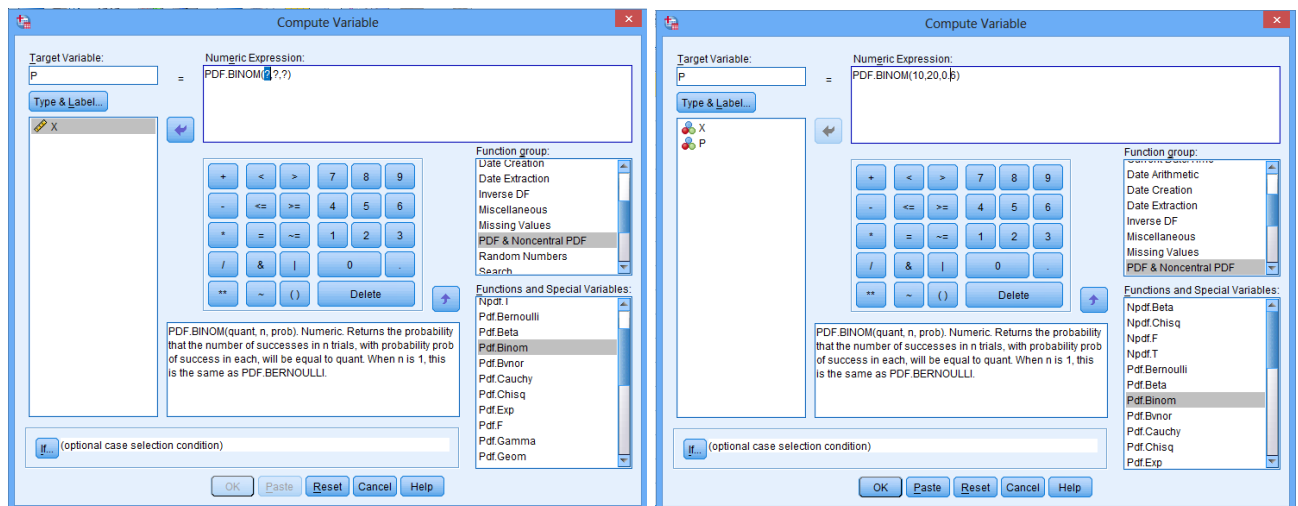 Compute Variable
Target Variable:
P
=
Numeric Expression:
PDF.BINOM(?,?,?)
Type & Label...
X
+ < > 7 8 9
- <= >= 4 5 6
* = ~= 1 2 3
/ & | 0 .
** ~ ( ) Delete
Function group:
Date Creation
Date Extraction
Inverse DF
Miscellaneous
Missing Values
PDF & Noncentral PDF
Random Numbers
Search
Functions and Special Variables:
Npdf.T
Pdf.Bernoulli
Pdf.Beta
Pdf.Binom
Pdf.Bvnor
Pdf.Cauchy
Pdf.Chisq
Pdf.Exp
Pdf.F
Pdf.Gamma
Pdf.Geom
PDF.BINOM(quant, n, prob). Numeric. Returns the probability
that the number of successes in n trials, with probability prob
of success in each, will be equal to quant. When n is 1, this
is the same as PDF.BERNOULLI.
If... (optional case selection condition)
OK Paste Reset Cancel Help
Compute Variable
Target Variable:
P
=
Numeric Expression:
PDF.BINOM(10,20,0.6)
Type & Label...
X
P
+ < > 7 8 9
- <= >= 4 5 6
* = ~= 1 2 3
/ & | 0 .
** ~ ( ) Delete
Function group:
Current Date/Time
Date Arithmetic
Date Creation
Date Extraction
Inverse DF
Miscellaneous
Missing Values
PDF & Noncentral PDF
Functions and Special Variables:
Npdf.Beta
Npdf.Chisq
Npdf.F
Npdf.T
Pdf.Bernoulli
Pdf.Beta
Pdf.Binom
Pdf.Bvnor
Pdf.Cauchy
Pdf.Chisq
Pdf.Exp
PDF.BINOM(quant, n, prob). Numeric. Returns the probability
that the number of successes in n trials, with probability prob
of success in each, will be equal to quant. When n is 1, this
is the same as PDF.BERNOULLI.
If... (optional case selection condition)
OK Paste Reset Cancel Help